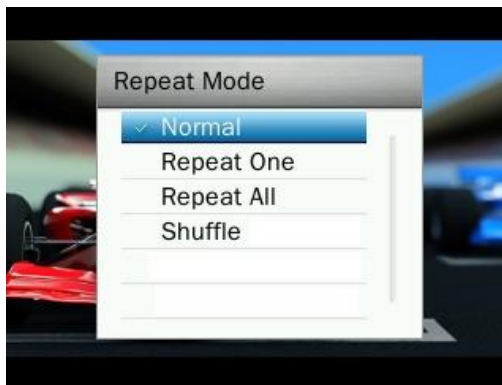 Repeat Mode
Normal
Repeat One
Repeat All
Shuffle